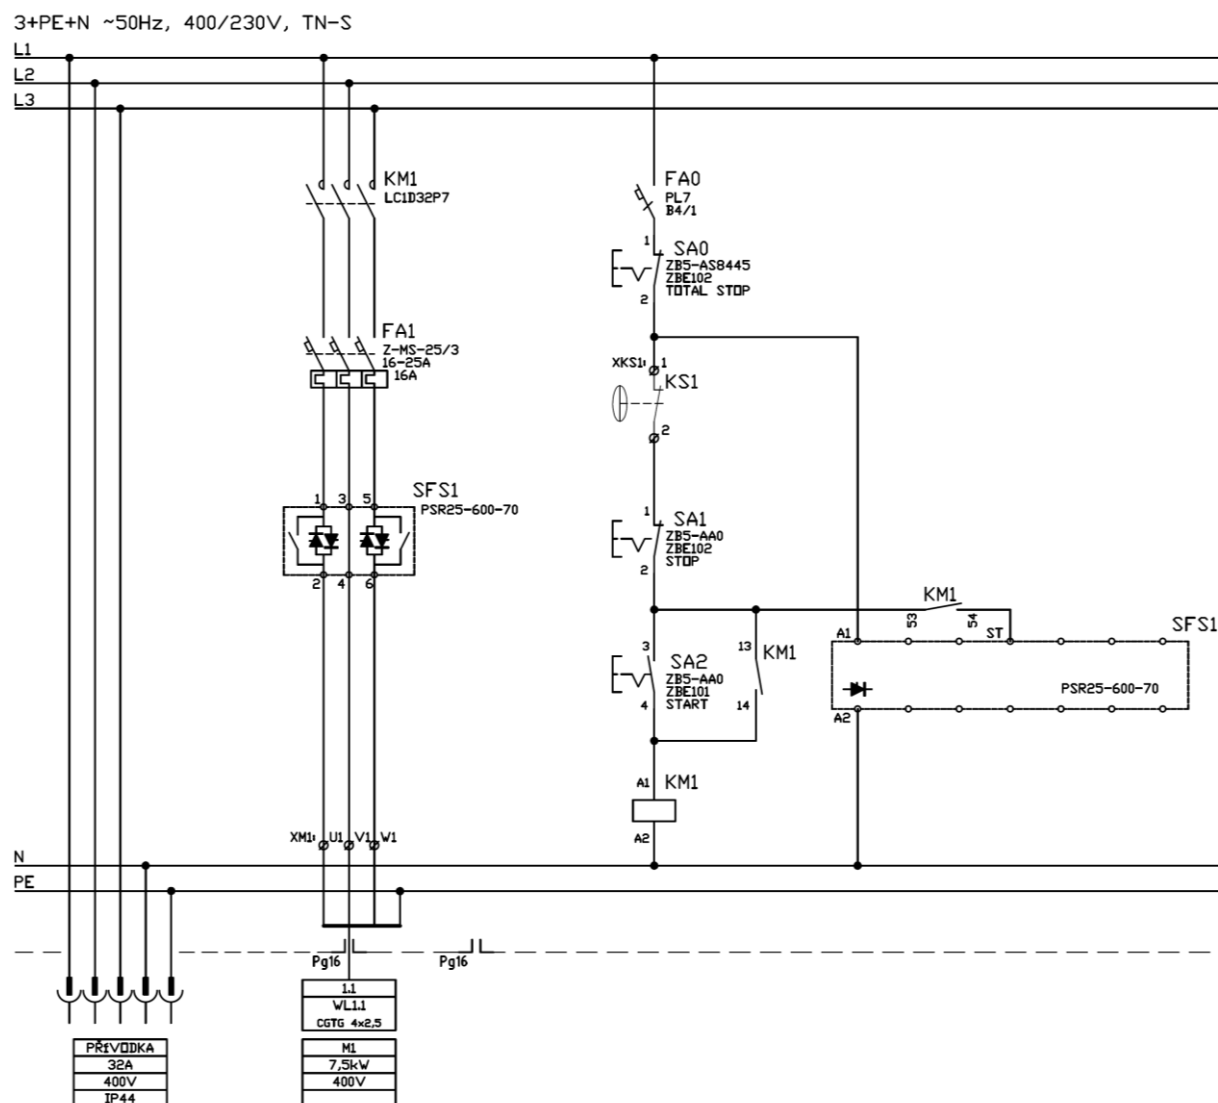 3+PE+N ~50Hz, 400/230V, TN-S
L1
L2
L3
KM1
LC1D32P7
FA1
Z-MS-25/3
16-25A
16A
1 3 5
SFS1
PSR25-600-70
2 4 6
XM1: U1 V1 W1
FA0
PL7
B4/1
1
SA0
ZB5-AS8445
ZBE102
TOTAL STOP
2
XKS1: 1
KS1
2
1
SA1
ZB5-AA0
ZBE102
STOP
2
3
SA2
ZB5-AA0
ZBE101
START
4
13
KM1
14
A1 KM1
A2
KM1
53 54
ST
A1
SFS1
PSR25-600-70
A2
N
PE
Pg16
Pg16
1.1
WL1.1
CGTG 4x2,5
PŘÍVODKA
32A
400V
IP44
M1
7,5kW
400V